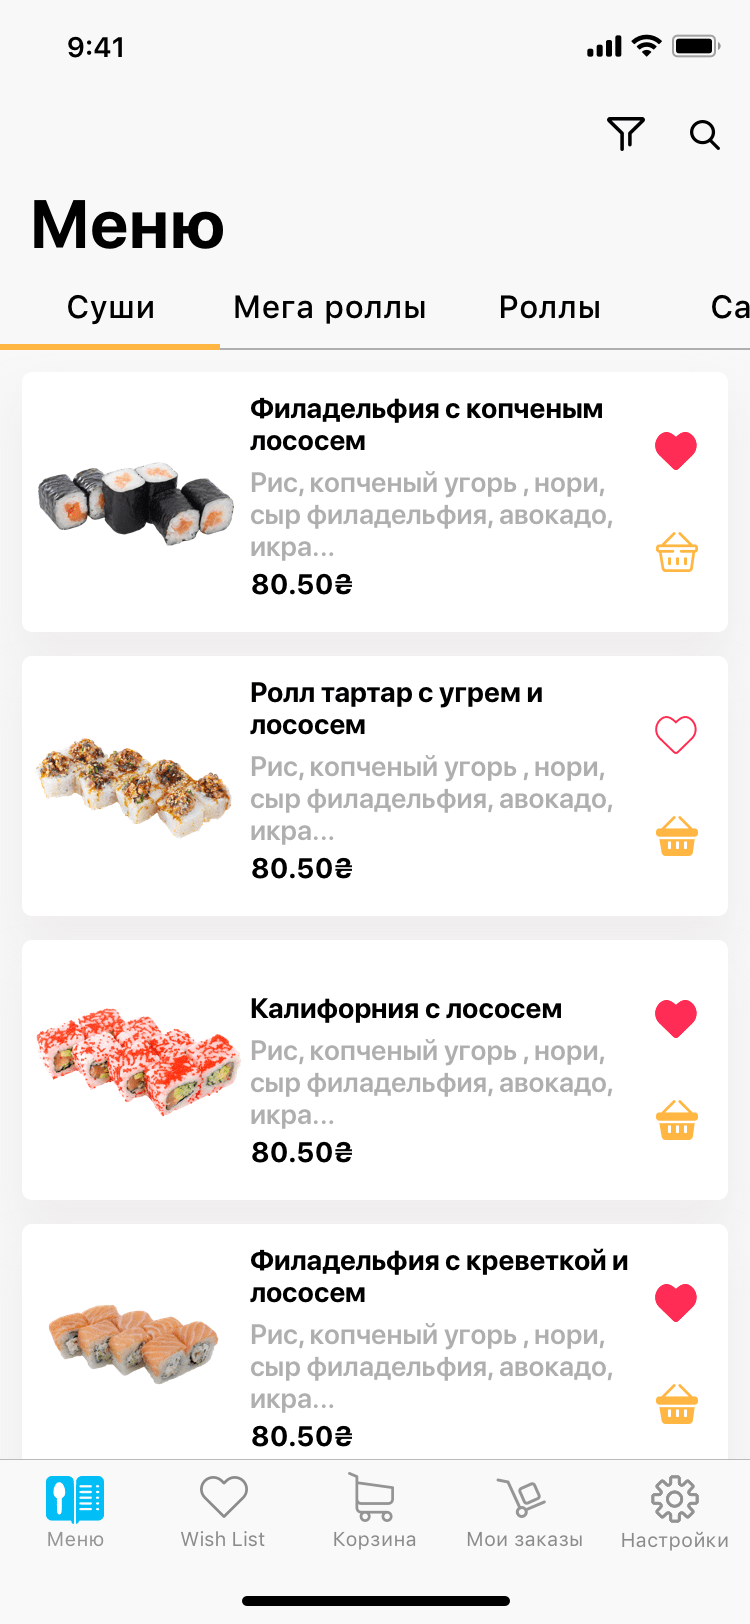 9:41
Меню
Суши Мега роллы Роллы Са
Филадельфия с копченым
лососем
Рис, копченый угорь , нори,
сыр филадельфия, авокадо,
икра...
80.50₴
Ролл тартар с угрем и
лососем
Рис, копченый угорь , нори,
сыр филадельфия, авокадо,
икра...
80.50₴
Калифорния с лососем
Рис, копченый угорь , нори,
сыр филадельфия, авокадо,
икра...
80.50₴
Филадельфия с креветкой и
лососем
Рис, копченый угорь , нори,
сыр филадельфия, авокадо,
икра...
80.50₴
Меню Wish List Корзина Мои заказы Настройки